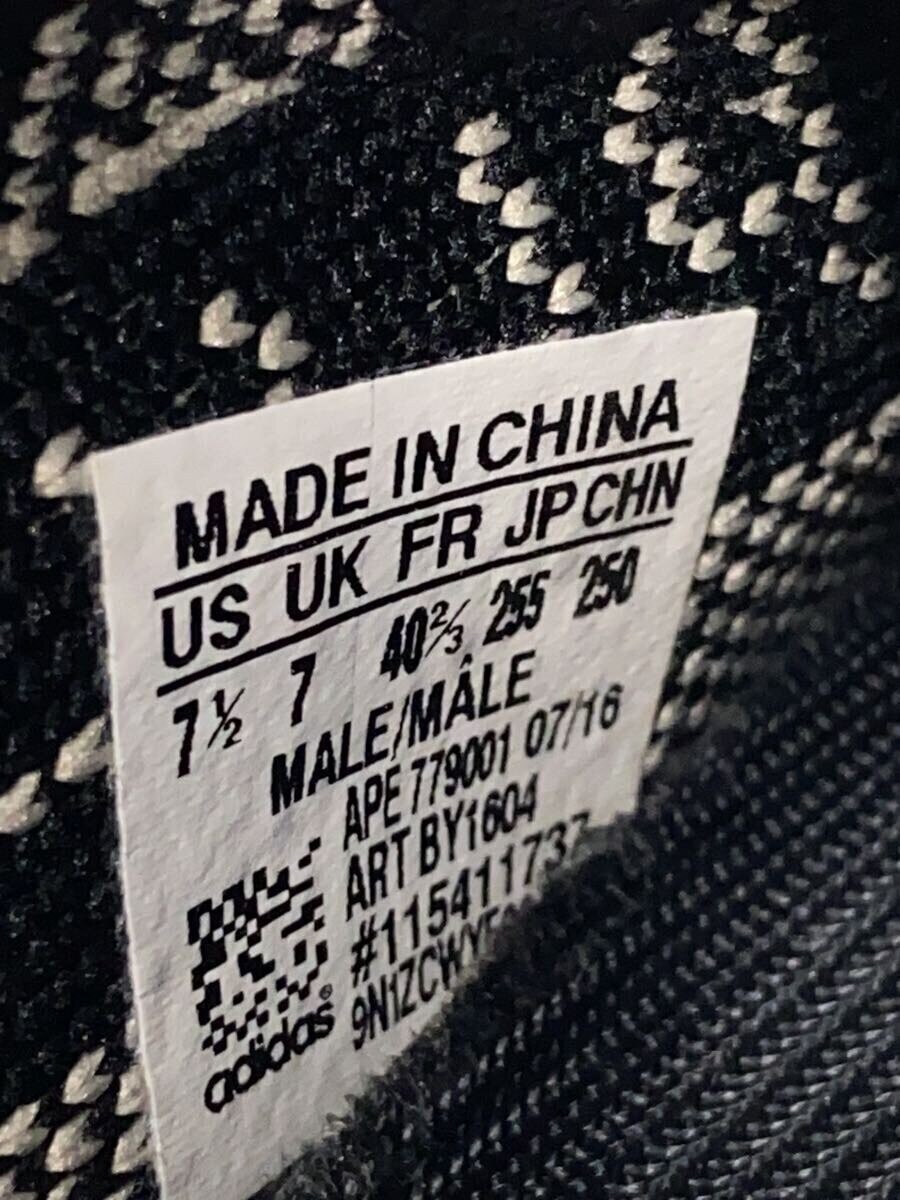 MADE IN CHINA
US UK FR JP CHN
7½ 7 40⅔ 255 250
MALE/MÂLE
APE 779001 07/16
ART BY1604
#115411737
adidas®